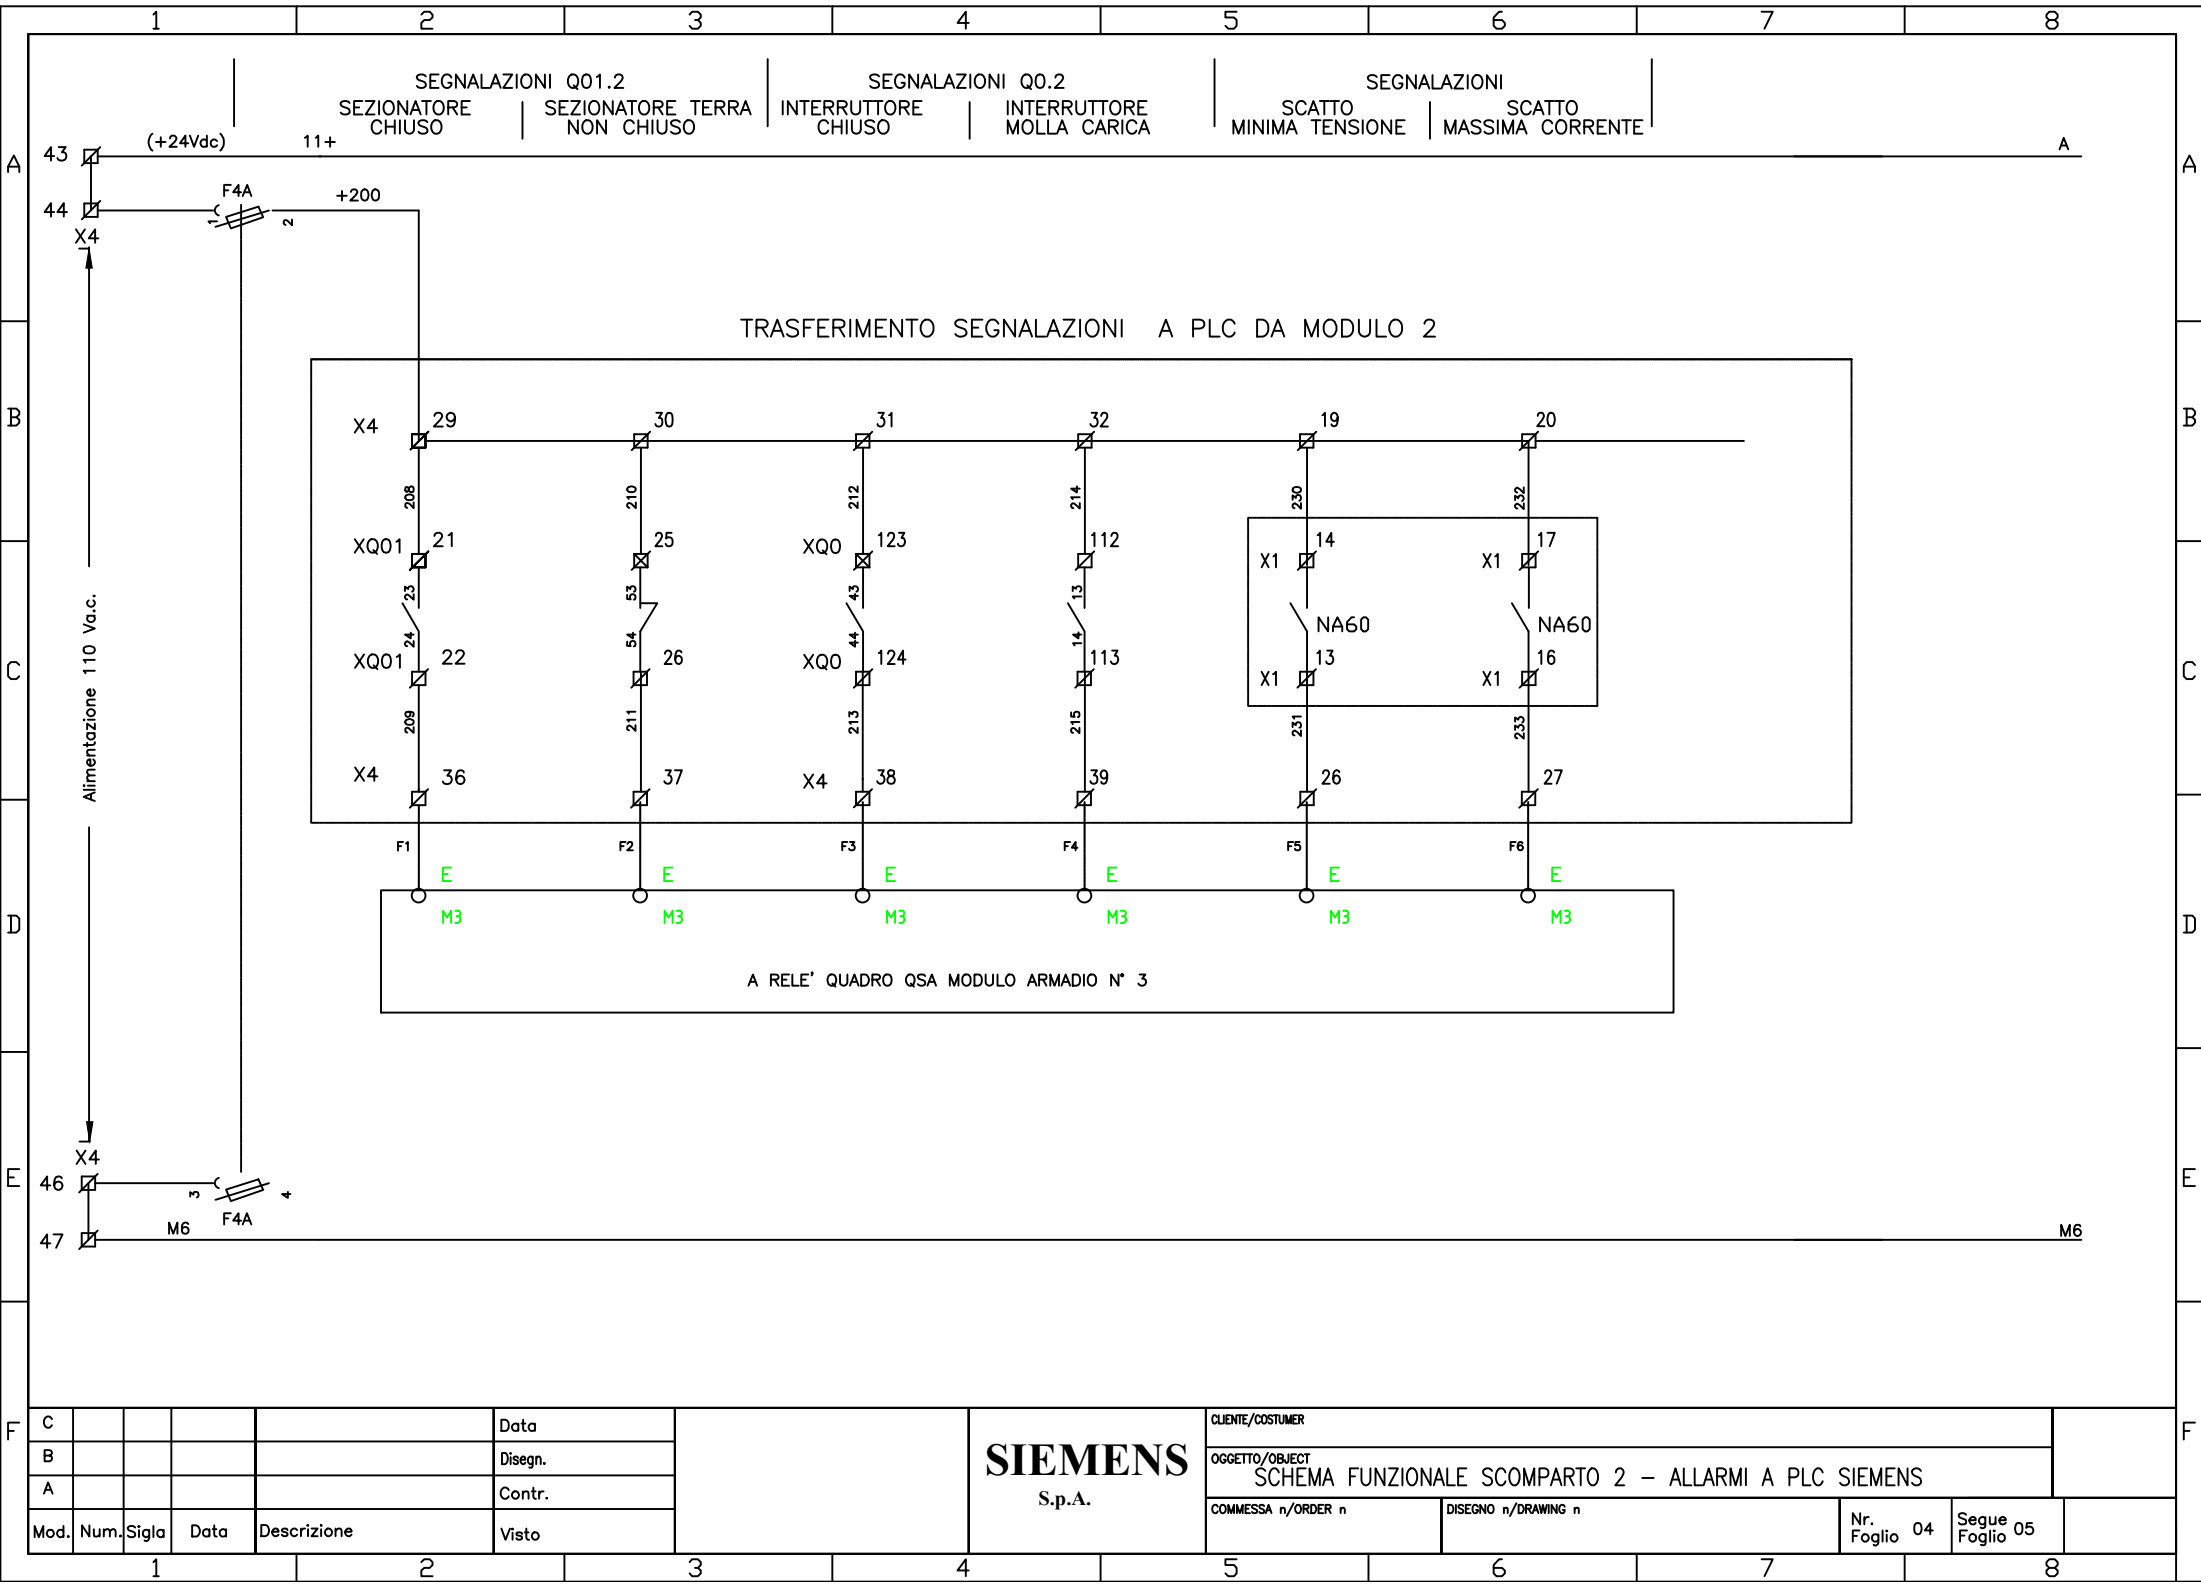 1 2 3 4 5 6 7 8
SEGNALAZIONI Q01.2 SEGNALAZIONI Q0.2 SEGNALAZIONI
SEZIONATORE CHIUSO
SEZIONATORE TERRA NON CHIUSO
INTERRUTTORE CHIUSO
INTERRUTTORE MOLLA CARICA
SCATTO MINIMA TENSIONE
SCATTO MASSIMA CORRENTE
A 43 (+24Vdc) 11+ A A
44 F4A +200
1 2
X4
TRASFERIMENTO SEGNALAZIONI A PLC DA MODULO 2
B X4 29 30 31 32 19 20 B
208 210 212 214 230 232
XQ01 21 25 XQ0 123 112 X1 14 X1 17
23 53 43 13
NA60 NA60
24 54 44 14
C XQ01 22 26 XQ0 124 113 X1 13 X1 16 C
Alimentazione 110 Va.c.
209 211 213 215 231 233
X4 36 37 X4 38 39 26 27
F1 F2 F3 F4 F5 F6
E E E E E E
D M3 M3 M3 M3 M3 M3 D
A RELE' QUADRO QSA MODULO ARMADIO N° 3
X4
E 46 3 4 E
F4A
47 M6 M6
F F
C Data
B Disegn.
A Contr.
Mod. Num. Sigla Data Descrizione Visto
SIEMENS
S.p.A.
CLIENTE/COSTUMER
OGGETTO/OBJECT
SCHEMA FUNZIONALE SCOMPARTO 2 - ALLARMI A PLC SIEMENS
COMMESSA n/ORDER n DISEGNO n/DRAWING n
Nr. Foglio 04
Segue Foglio 05
1 2 3 4 5 6 7 8